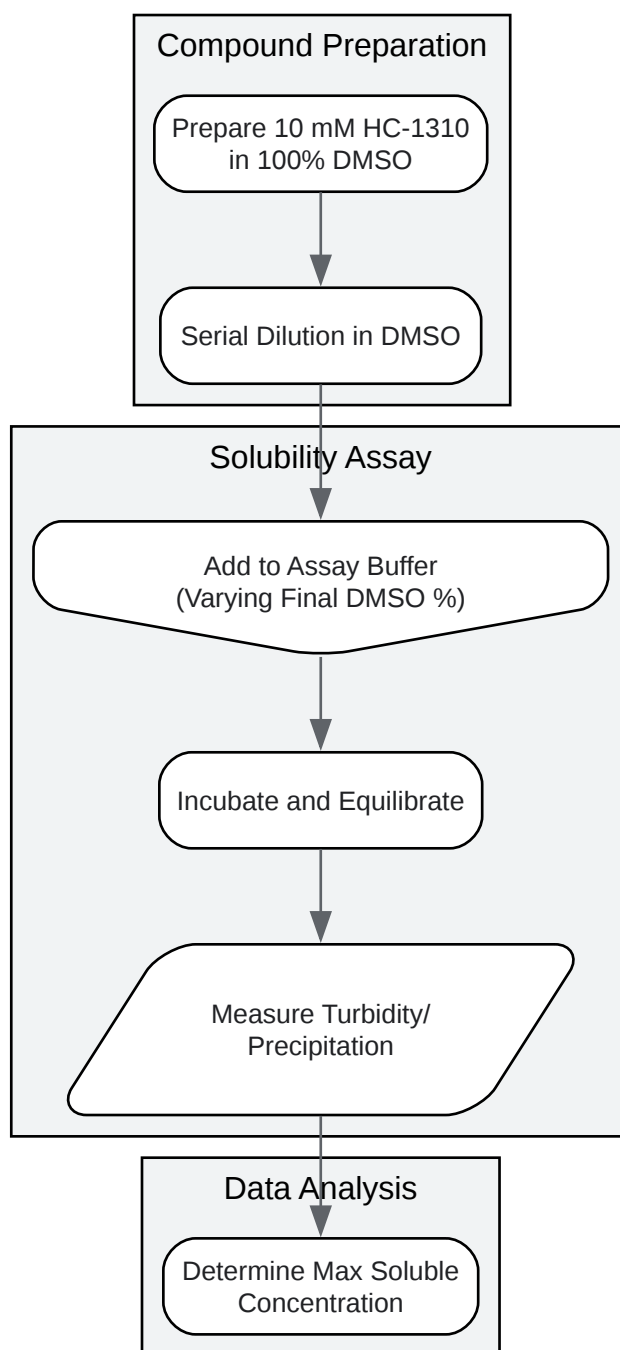 Compound Preparation
Prepare 10 mM HC-1310
in 100% DMSO
Serial Dilution in DMSO
Solubility Assay
Add to Assay Buffer
(Varying Final DMSO %)
Incubate and Equilibrate
Measure Turbidity/
Precipitation
Data Analysis
Determine Max Soluble
Concentration